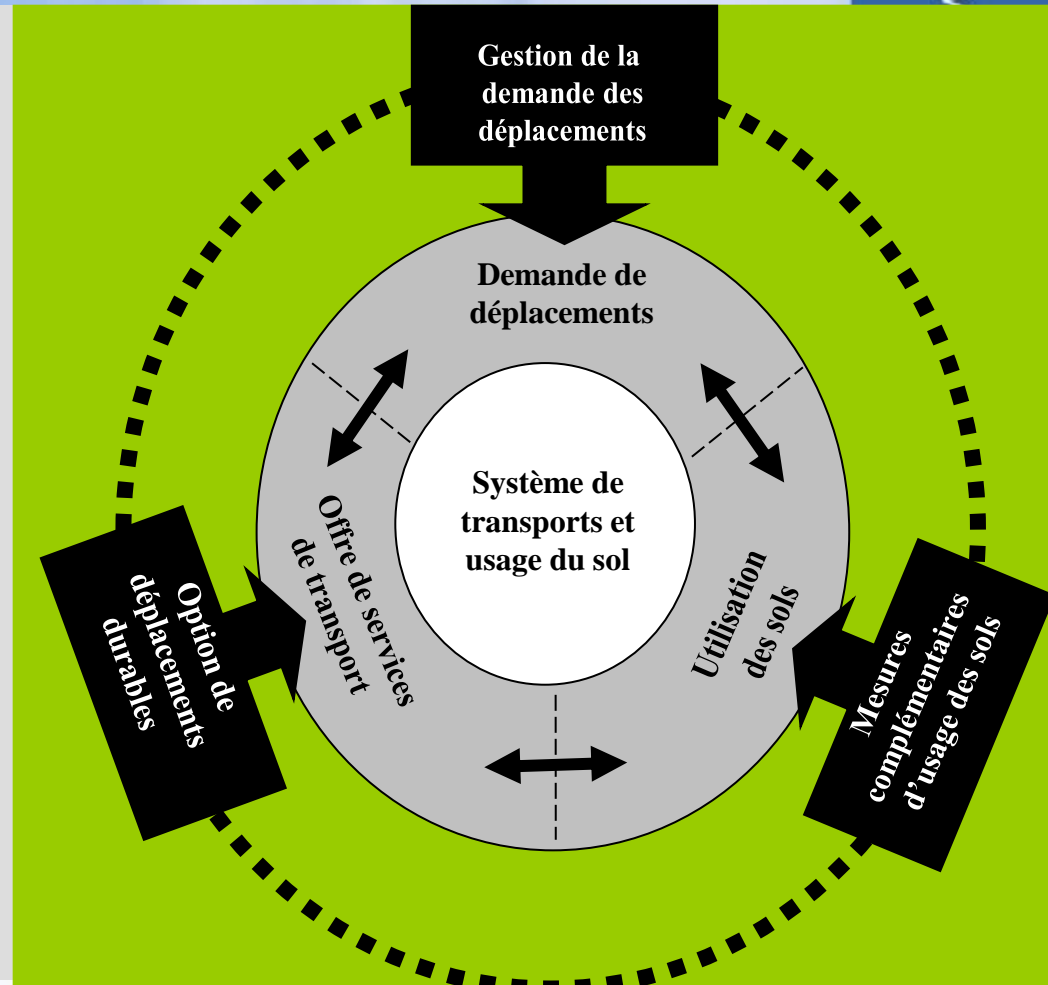 Gestion de la
demande des
déplacements
Demande de
déplacements
Système de
transports et
usage du sol
Offre de services
de transport
Utilisation
des sols
Option de
déplacements
durables
Mesures
complémentaires
d’usage des sols